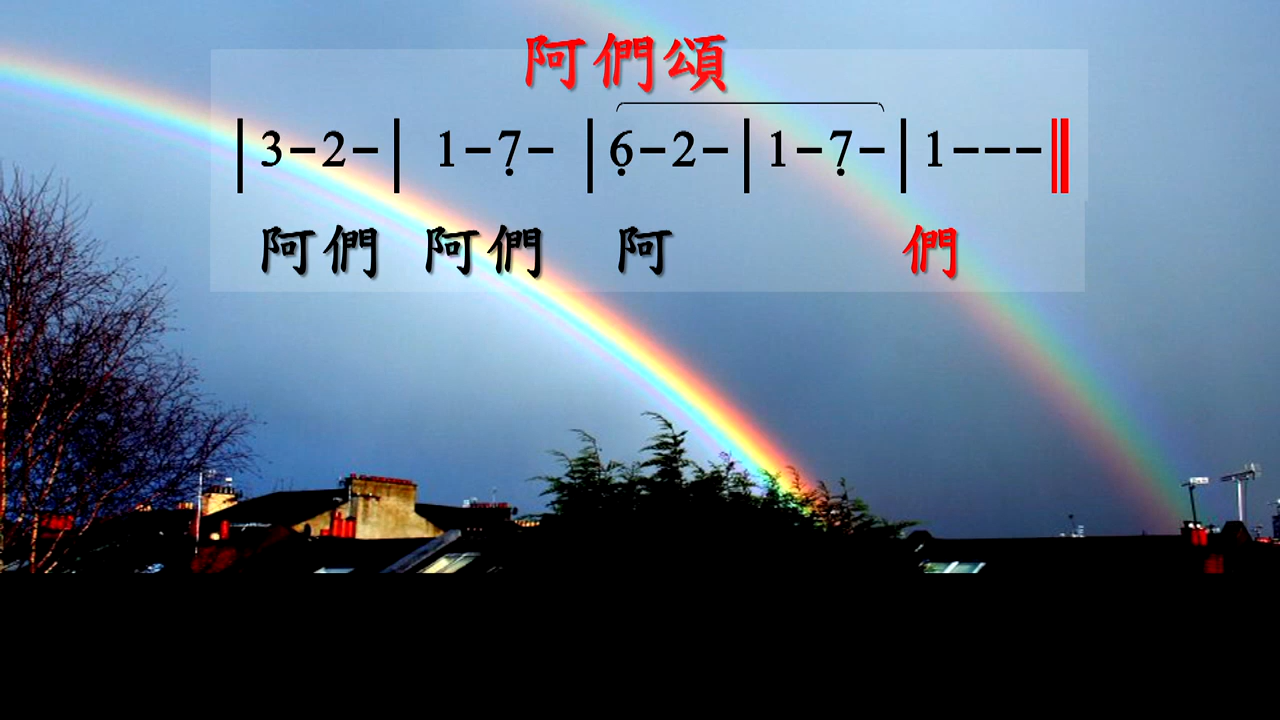 阿們頌
|3-2-| 1-7̣- |6̣-2-|1-7̣-|1---‖
阿們 阿們 阿 們